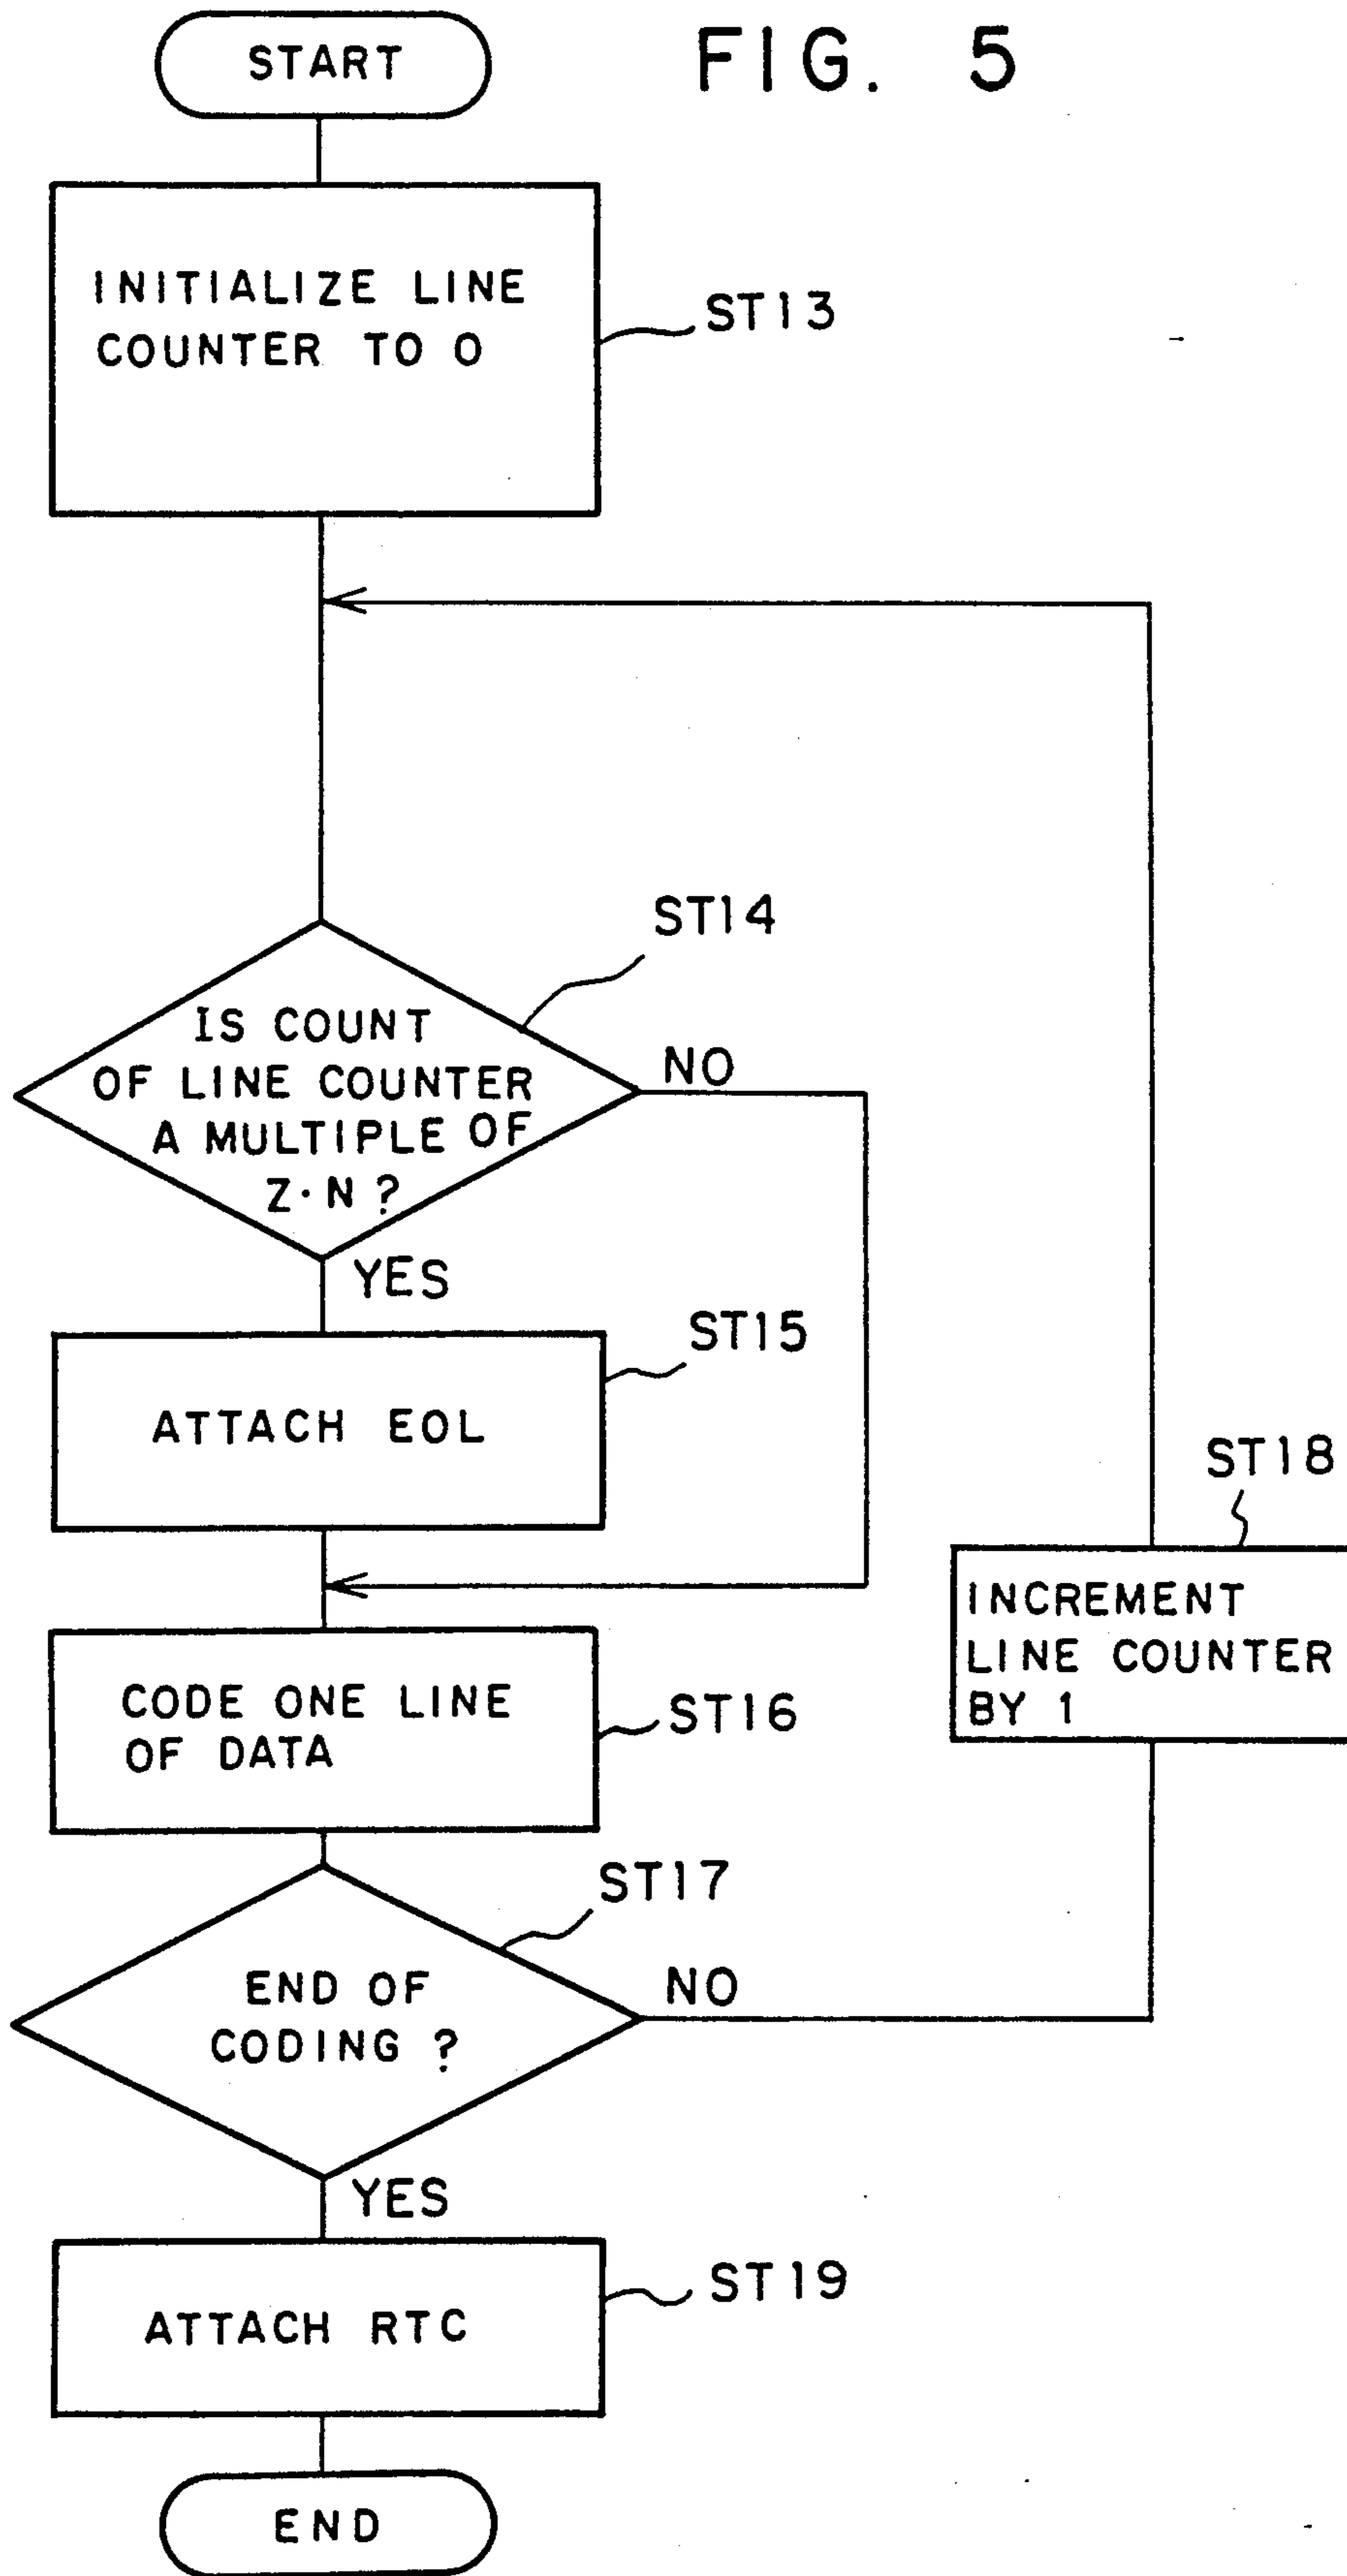 FIG. 5
START
INITIALIZE LINE
COUNTER TO 0
ST13
ST14
IS COUNT
OF LINE COUNTER
A MULTIPLE OF
Z·N?
NO
YES
ST15
ATTACH EOL
ST18
INCREMENT
LINE COUNTER
BY 1
CODE ONE LINE
OF DATA
ST16
ST17
END OF
CODING ?
NO
YES
ST19
ATTACH RTC
END